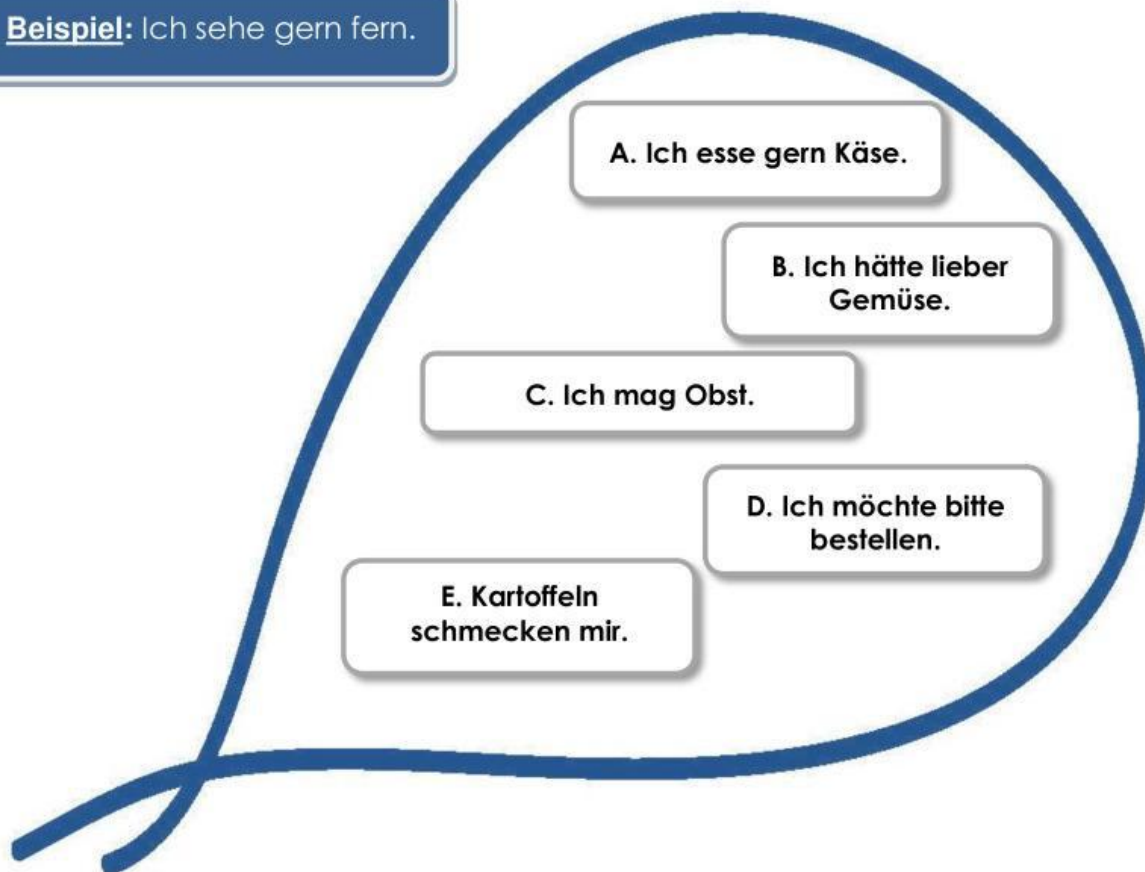 Beispiel: Ich sehe gern fern.
A. Ich esse gern Käse.
B. Ich hätte lieber
Gemüse.
C. Ich mag Obst.
D. Ich möchte bitte
bestellen.
E. Kartoffeln
schmecken mir.